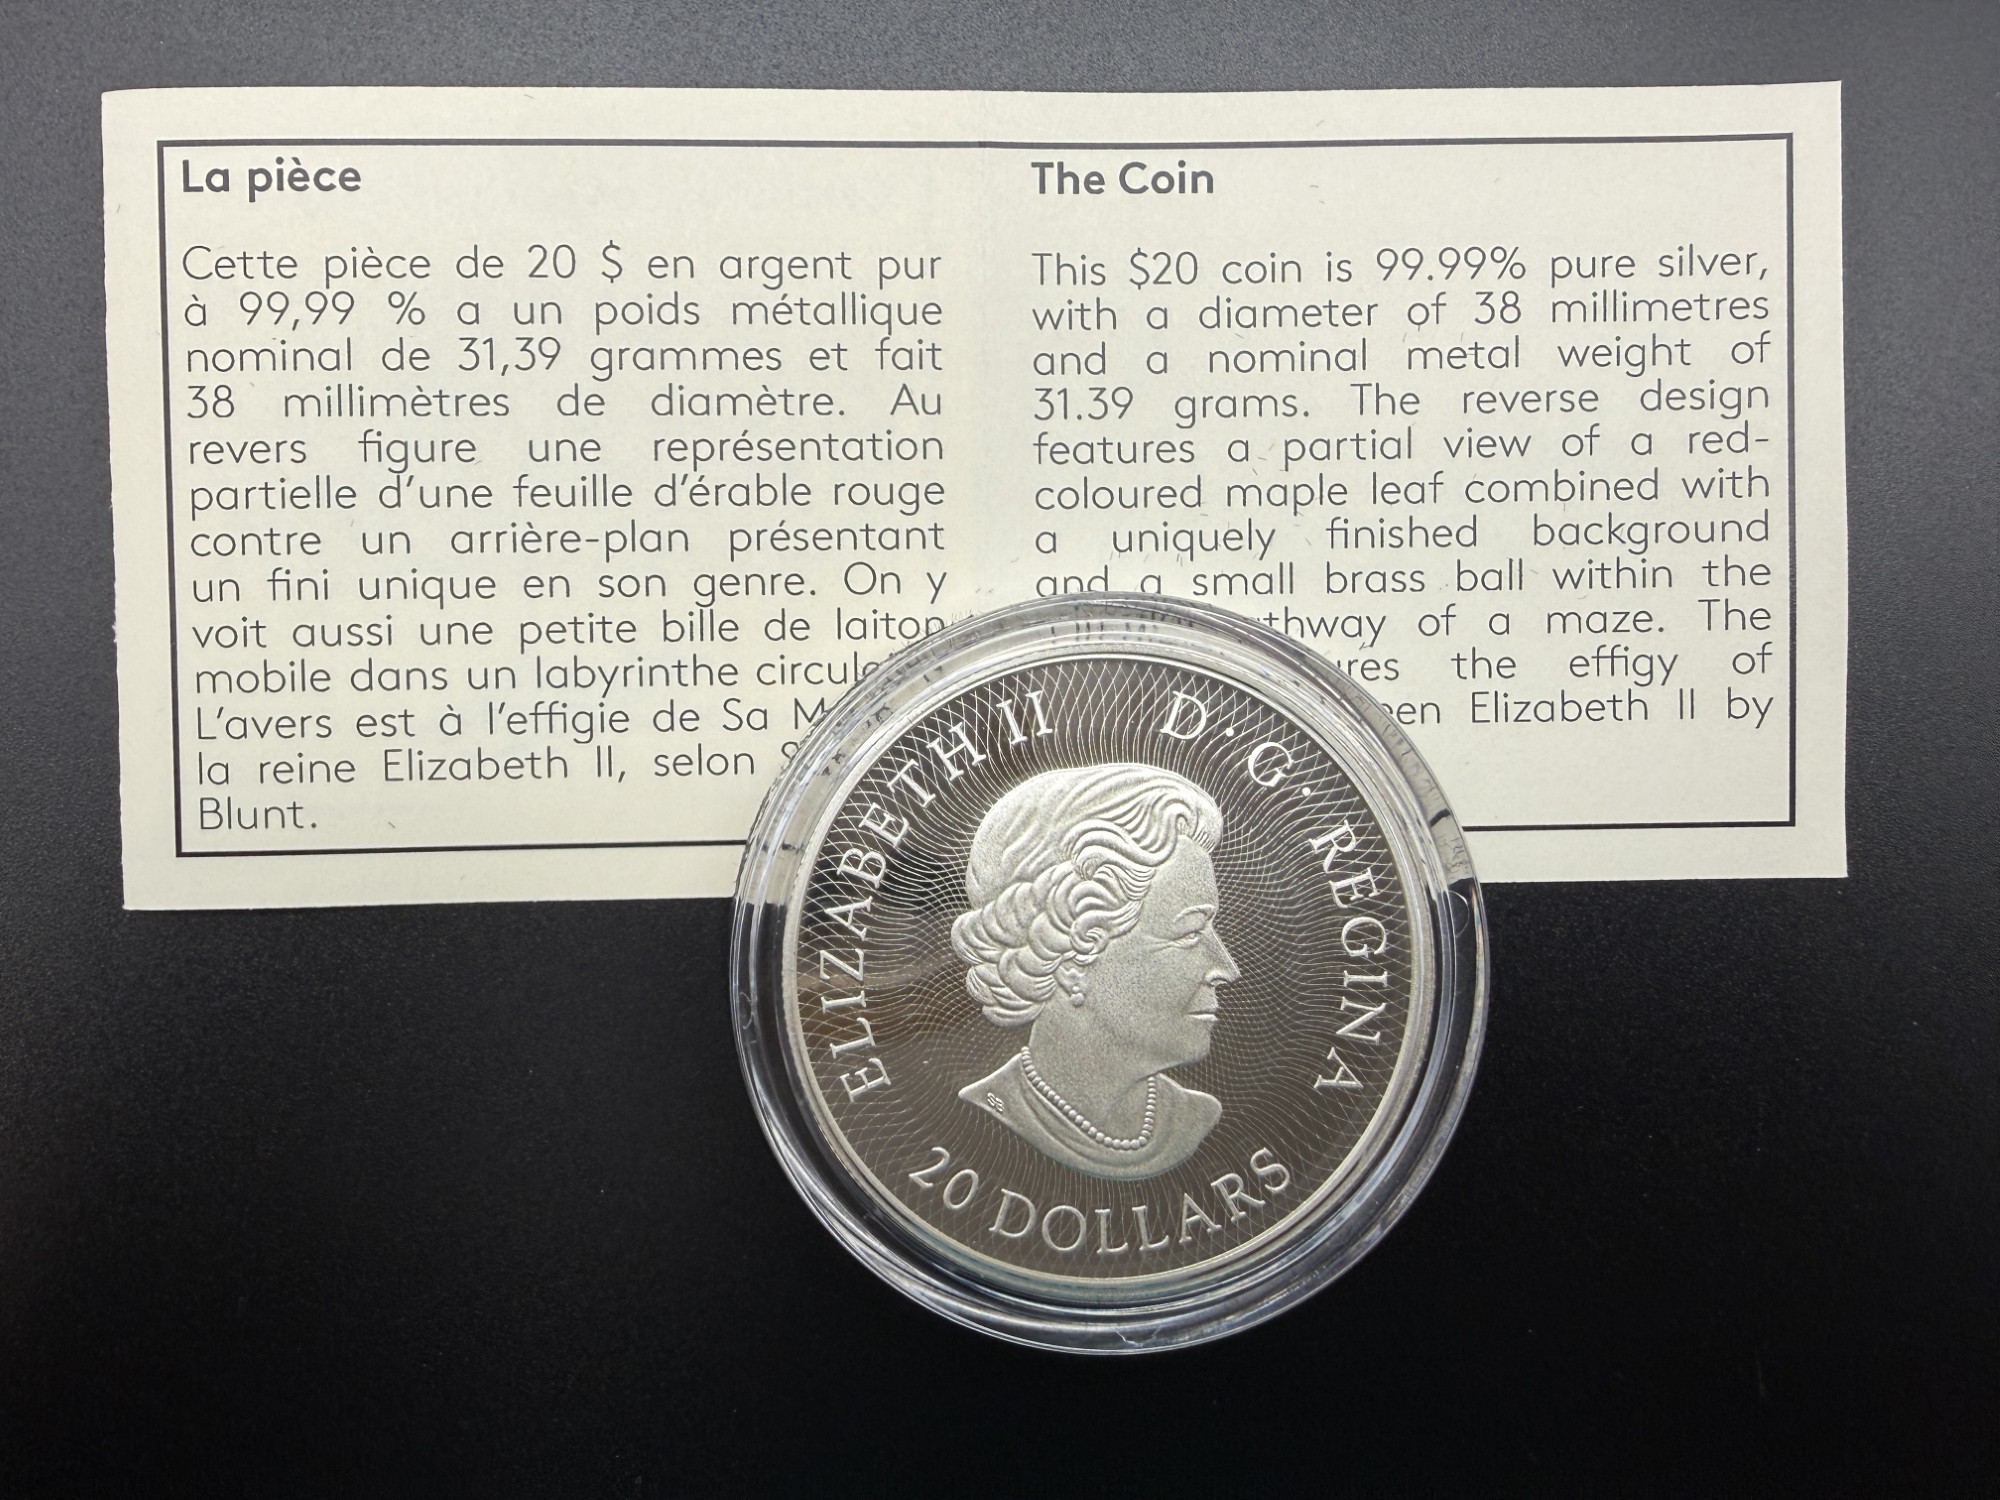 La pièce
Cette pièce de 20 $ en argent pur
à 99,99 % a un poids métallique
nominal de 31,39 grammes et fait
38 millimètres de diamètre. Au
revers figure une représentation
partielle d'une feuille d'érable rouge
contre un arrière-plan présentant
un fini unique en son genre. On y
voit aussi une petite bille de laiton
mobile dans un labyrinthe
L'avers est à l'effigie de Sa
la reine Elizabeth II, selon
Blunt.
The Coin
This $20 coin is 99.99% pure silver,
with a diameter of 38 millimetres
and a nominal metal weight of
31.39 grams. The reverse design
features a partial view of a red-
coloured maple leaf combined with
a uniquely finished background
and a small brass ball within the
of a maze. The
the effigy of
Elizabeth II by
ELIZABETH II D·G·REGINA
20 DOLLARS
SB